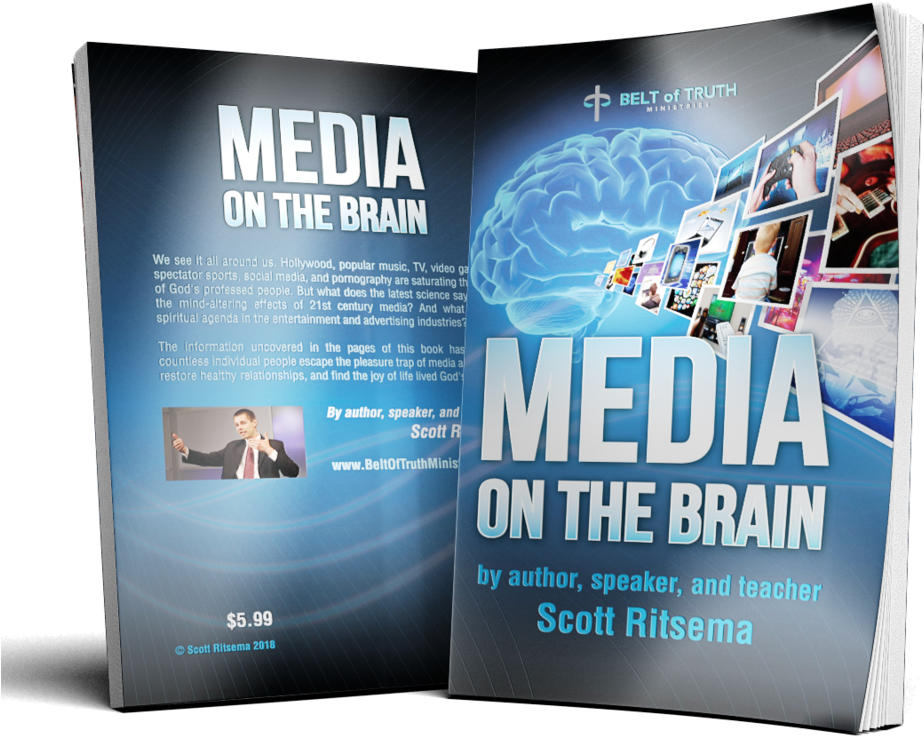 MEDIA
ON THE BRAIN
We see it all around us. Hollywood, popular music, TV, video ga
spectator sports, social media, and pornography are saturating th
of God's professed people. But what does the latest science say
the mind-altering effects of 21st century media? And what
spiritual agenda in the entertainment and advertising industries?
The information uncovered in the pages of this book has
countless individual people escape the pleasure trap of media a
restore healthy relationships, and find the joy of life lived God's
By author, speaker, and
Scott R
www.BeltOfTruthMinist
$5.99
© Scott Ritsema 2018
BELT of TRUTH
MINISTRIES
MEDIA
ON THE BRAIN
by author, speaker, and teacher
Scott Ritsema